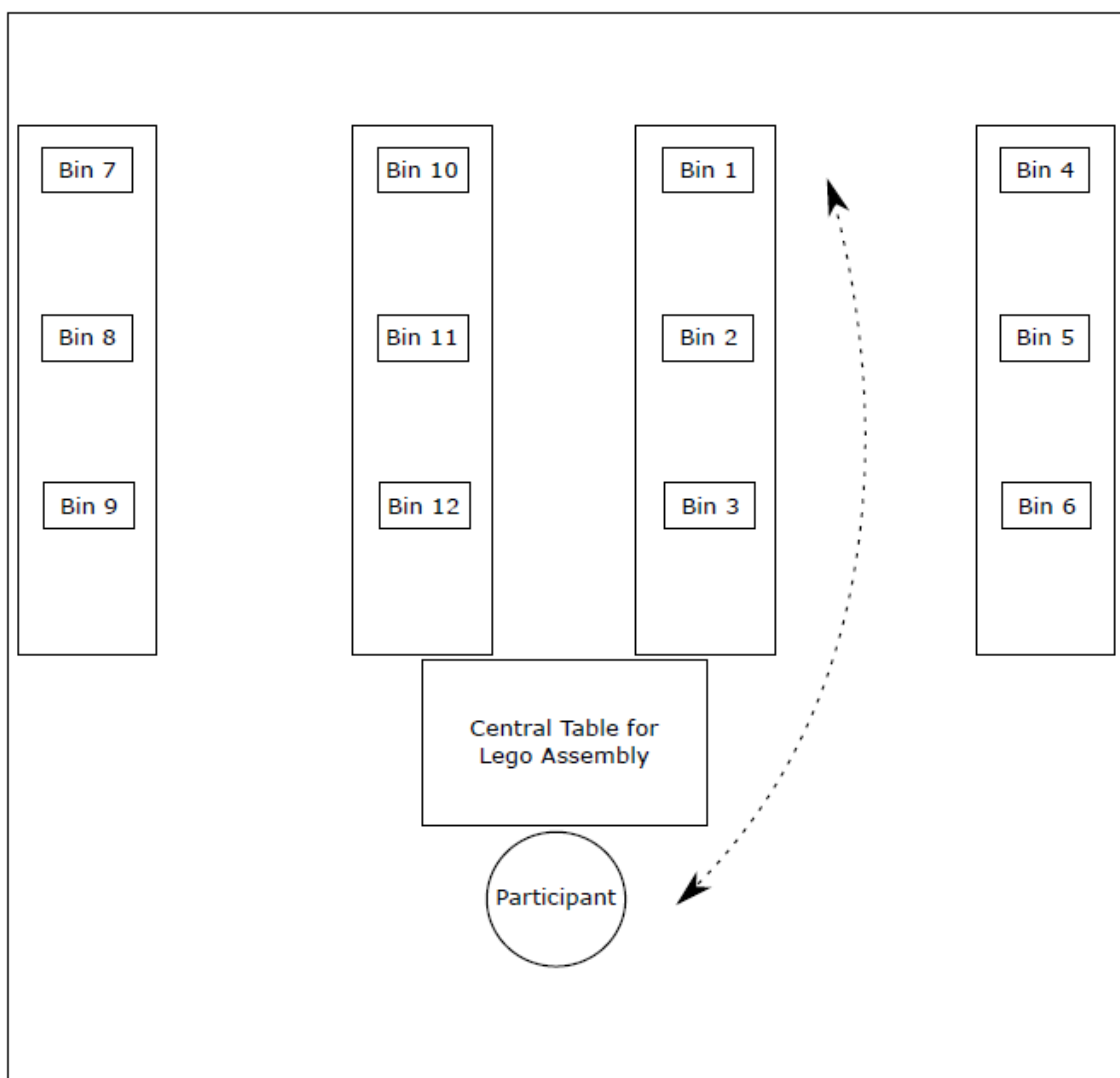 Bin 7
Bin 10
Bin 1
Bin 4
Bin 8
Bin 11
Bin 2
Bin 5
Bin 9
Bin 12
Bin 3
Bin 6
Central Table for
Lego Assembly
Participant